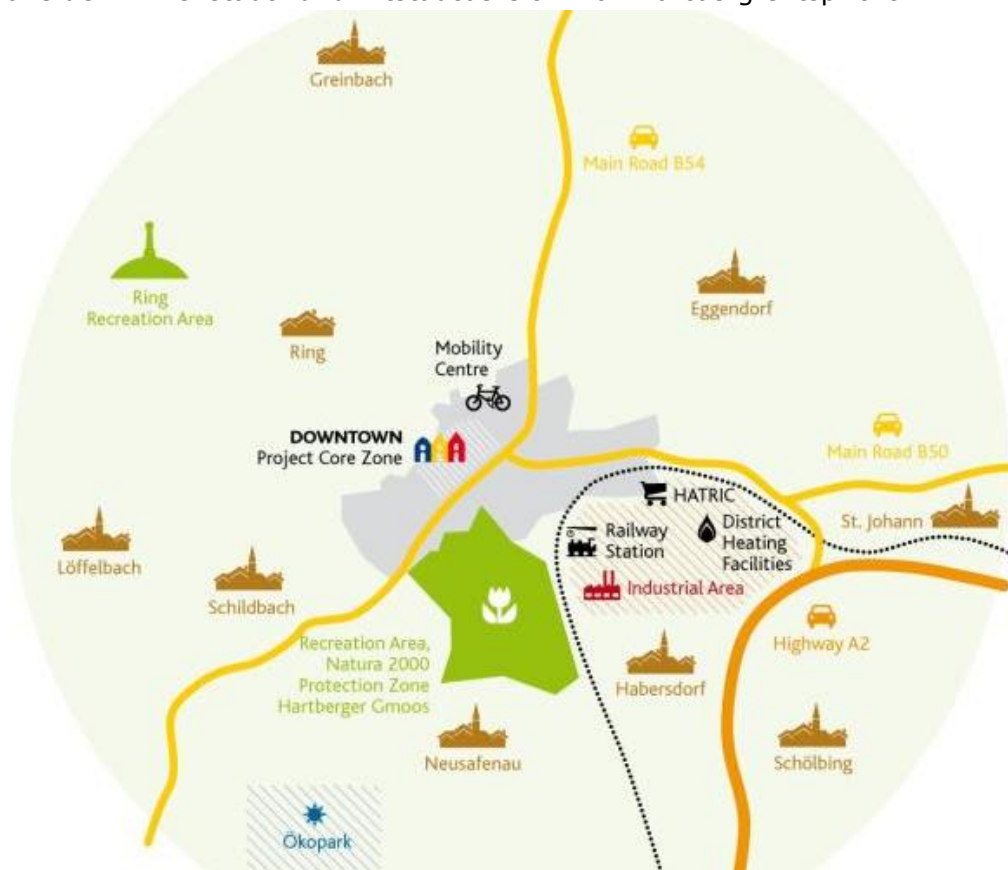 Greinbach
Main Road B54
Ring
Recreation Area
Eggendorf
Ring
Mobility
Centre
DOWNTOWN
Project Core Zone
Main Road B50
HATRIC
St. Johann
Railway
Station
District
Heating
Facilities
Löffelbach
Schildbach
Industrial Area
Recreation Area,
Natura 2000
Protection Zone
Hartberger Gmoos
Highway A2
Habersdorf
Neusafenau
Schölbing
Ökopark